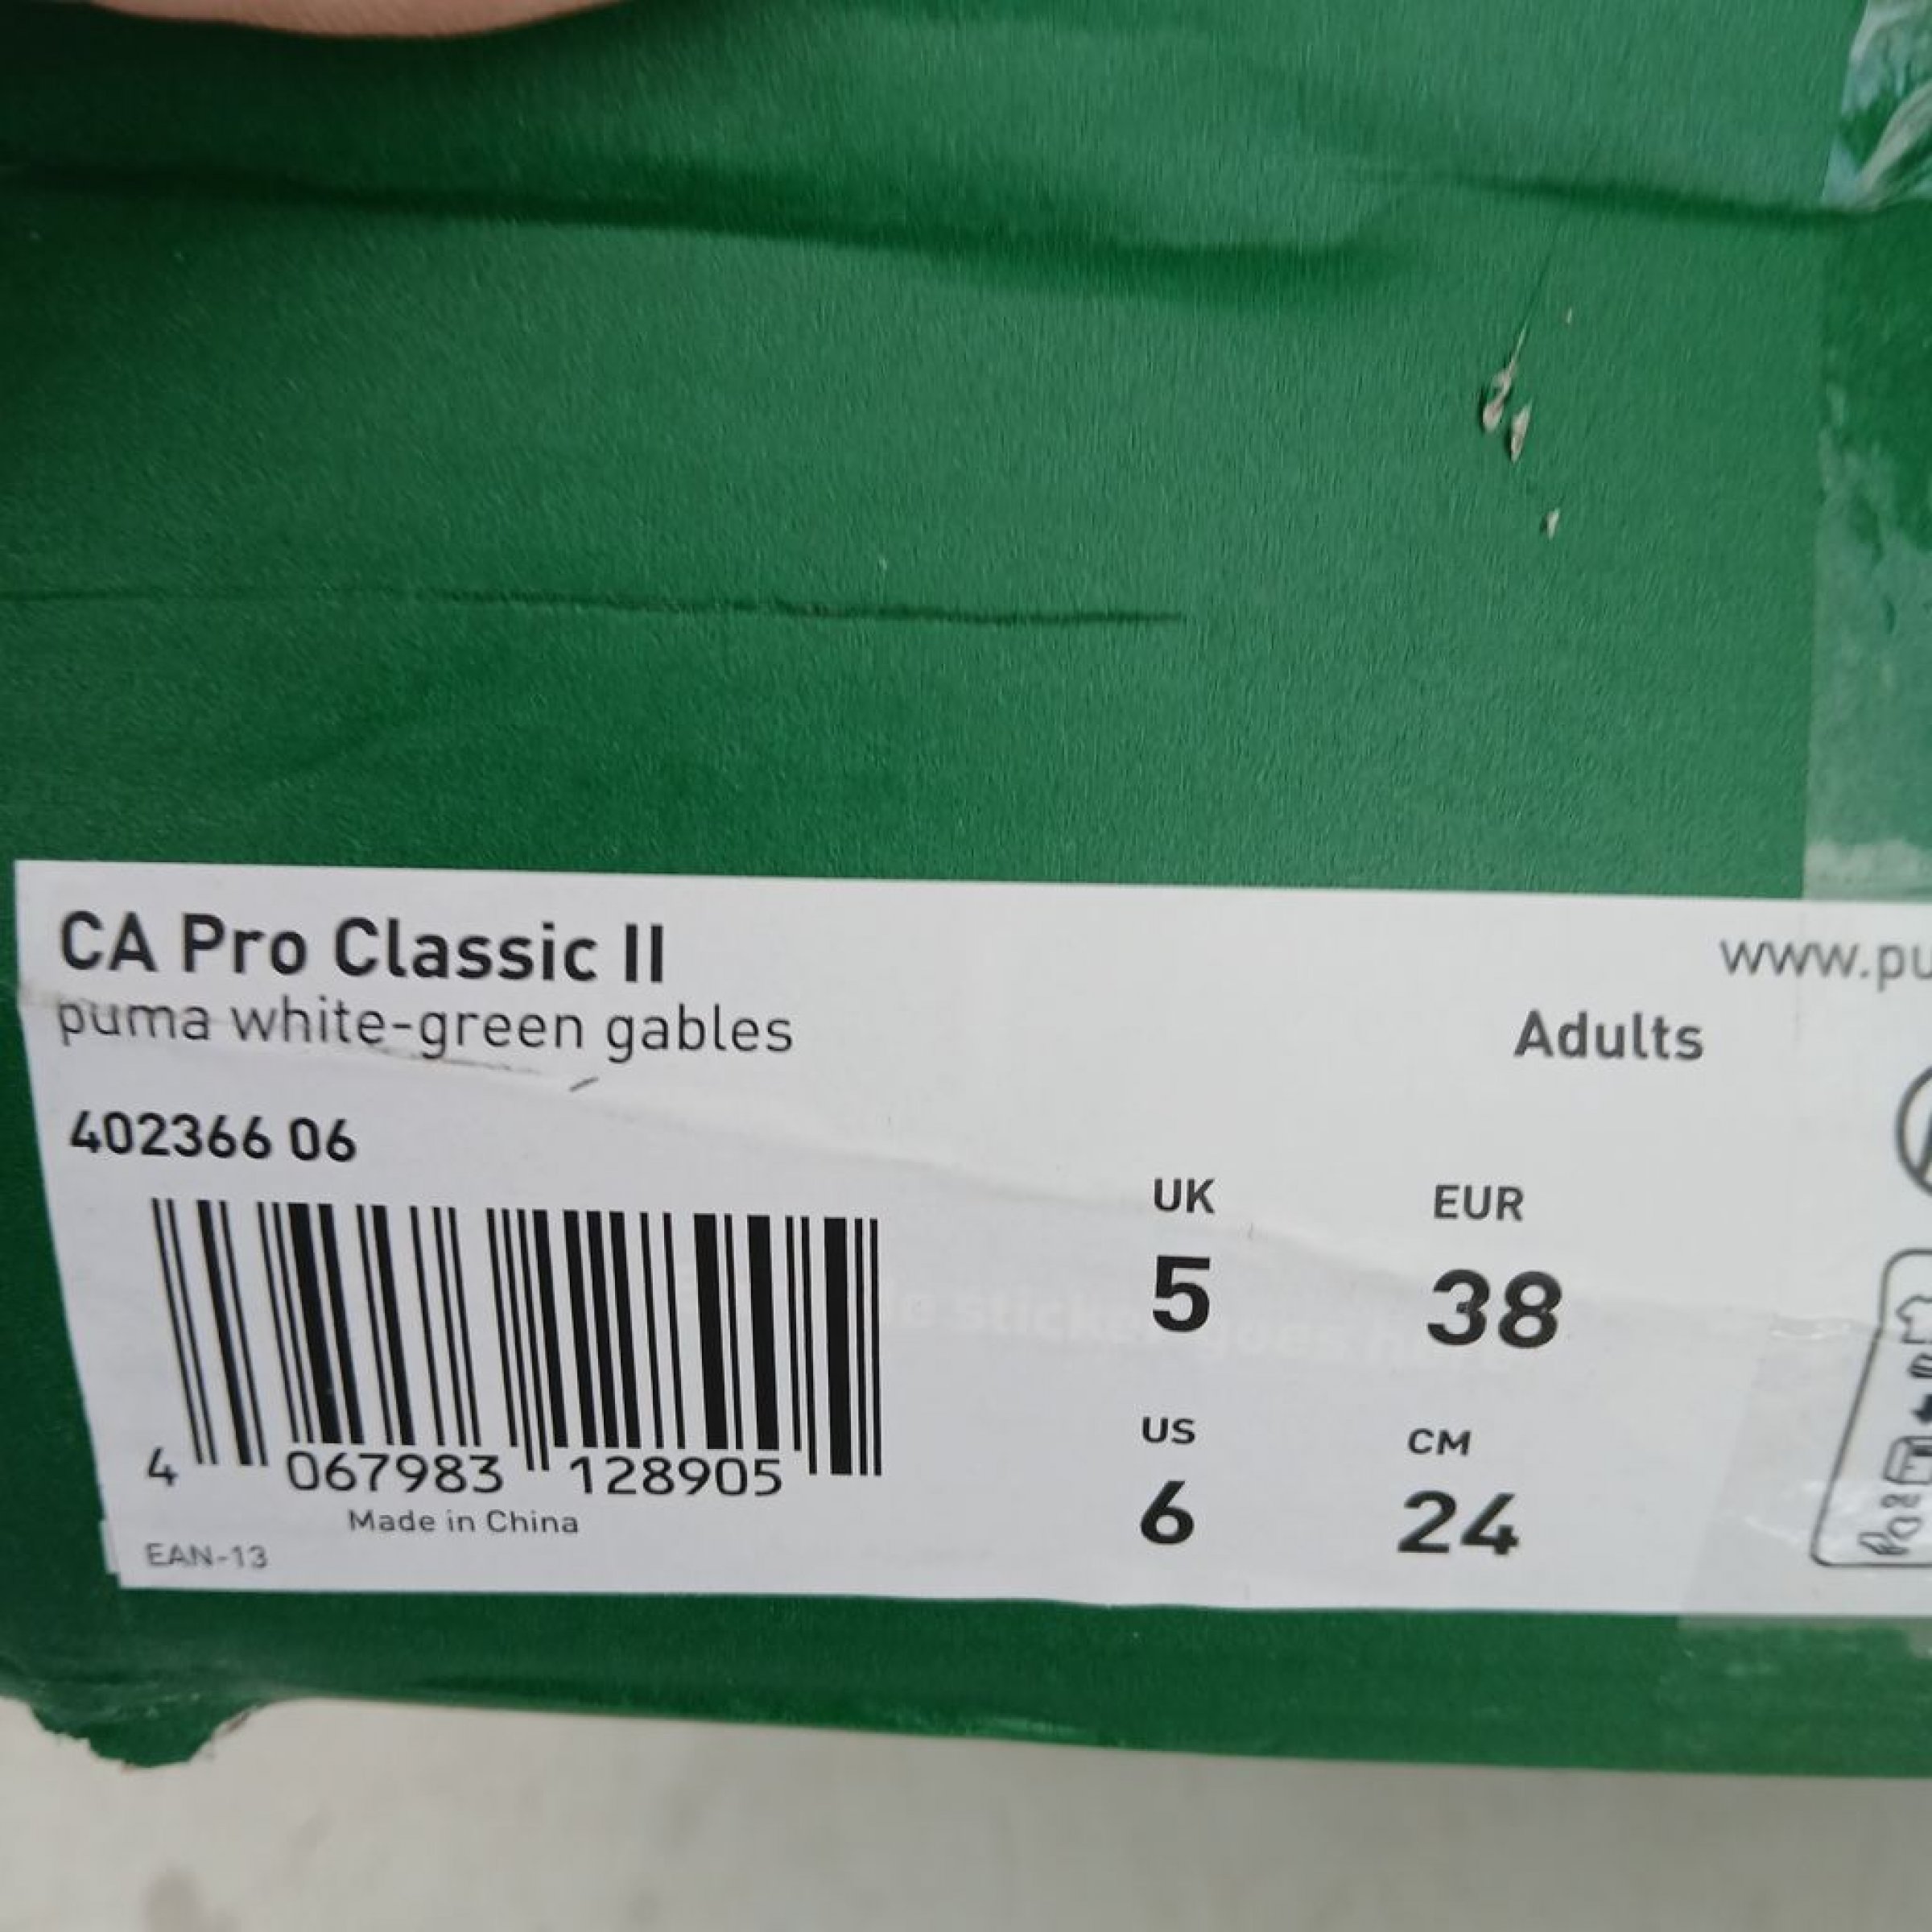 CA Pro Classic II
puma white-green gables
www.pu
Adults
402366 06
UK
EUR
5
38
US
CM
6
24
4 067983 128905
Made in China
EAN-13